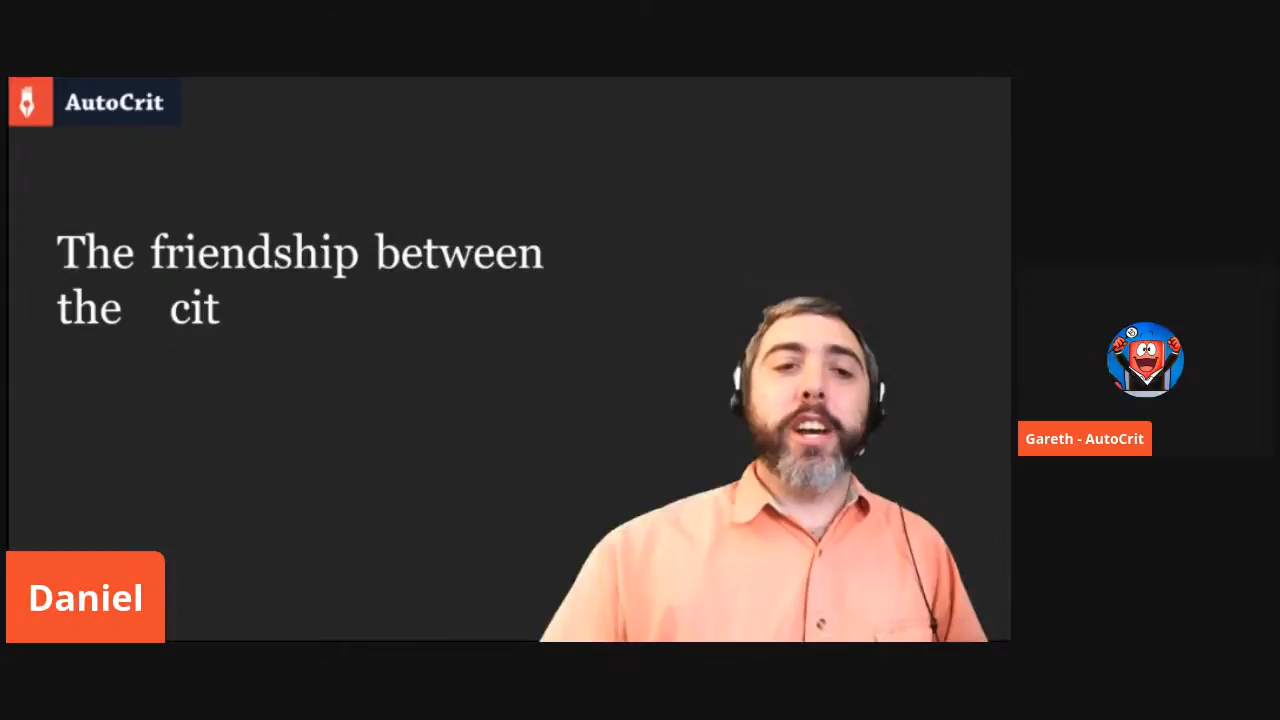 AutoCrit
The friendship between
the cit
Gareth - AutoCrit
Daniel